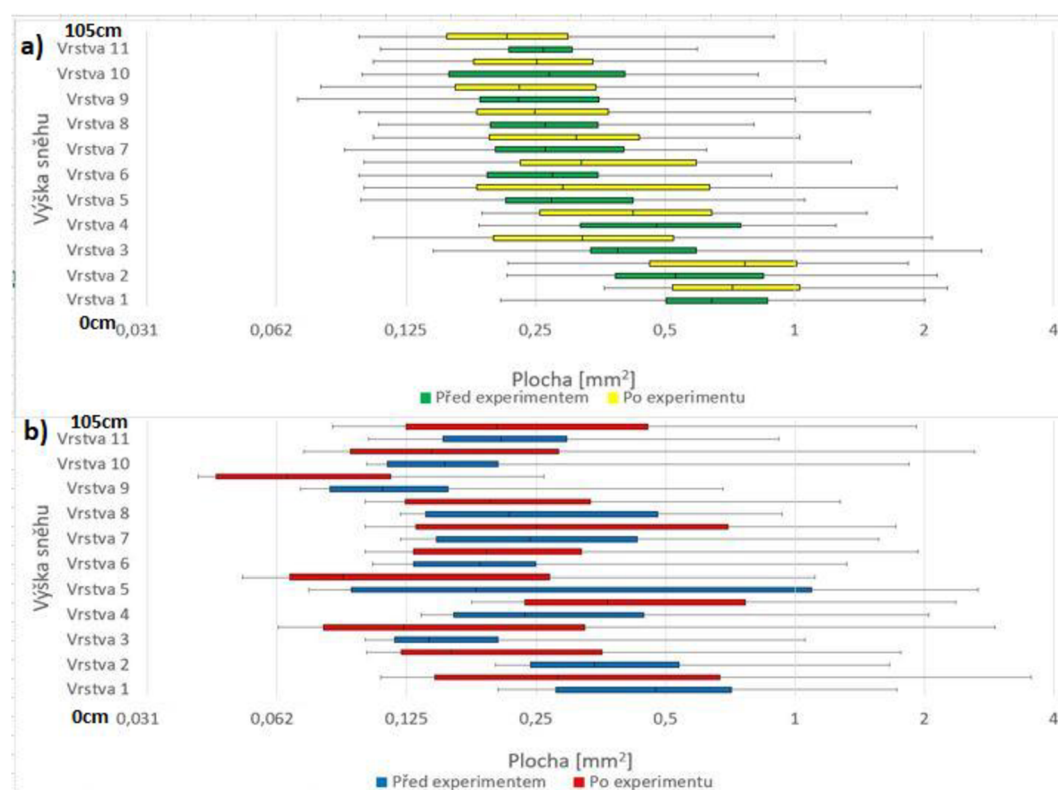 a)
105cm
Vrstva 11
Vrstva 10
Vrstva 9
Vrstva 8
Vrstva 7
Vrstva 6
Vrstva 5
Vrstva 4
Vrstva 3
Vrstva 2
Vrstva 1
0cm
Výška sněhu
0,031 0,062 0,125 0,25 0,5 1 2 4
Plocha [mm²]
Před experimentem Po experimentu
b)
105cm
Vrstva 11
Vrstva 10
Vrstva 9
Vrstva 8
Vrstva 7
Vrstva 6
Vrstva 5
Vrstva 4
Vrstva 3
Vrstva 2
Vrstva 1
0cm
Výška sněhu
0,031 0,062 0,125 0,25 0,5 1 2 4
Plocha [mm²]
Před experimentem Po experimentu